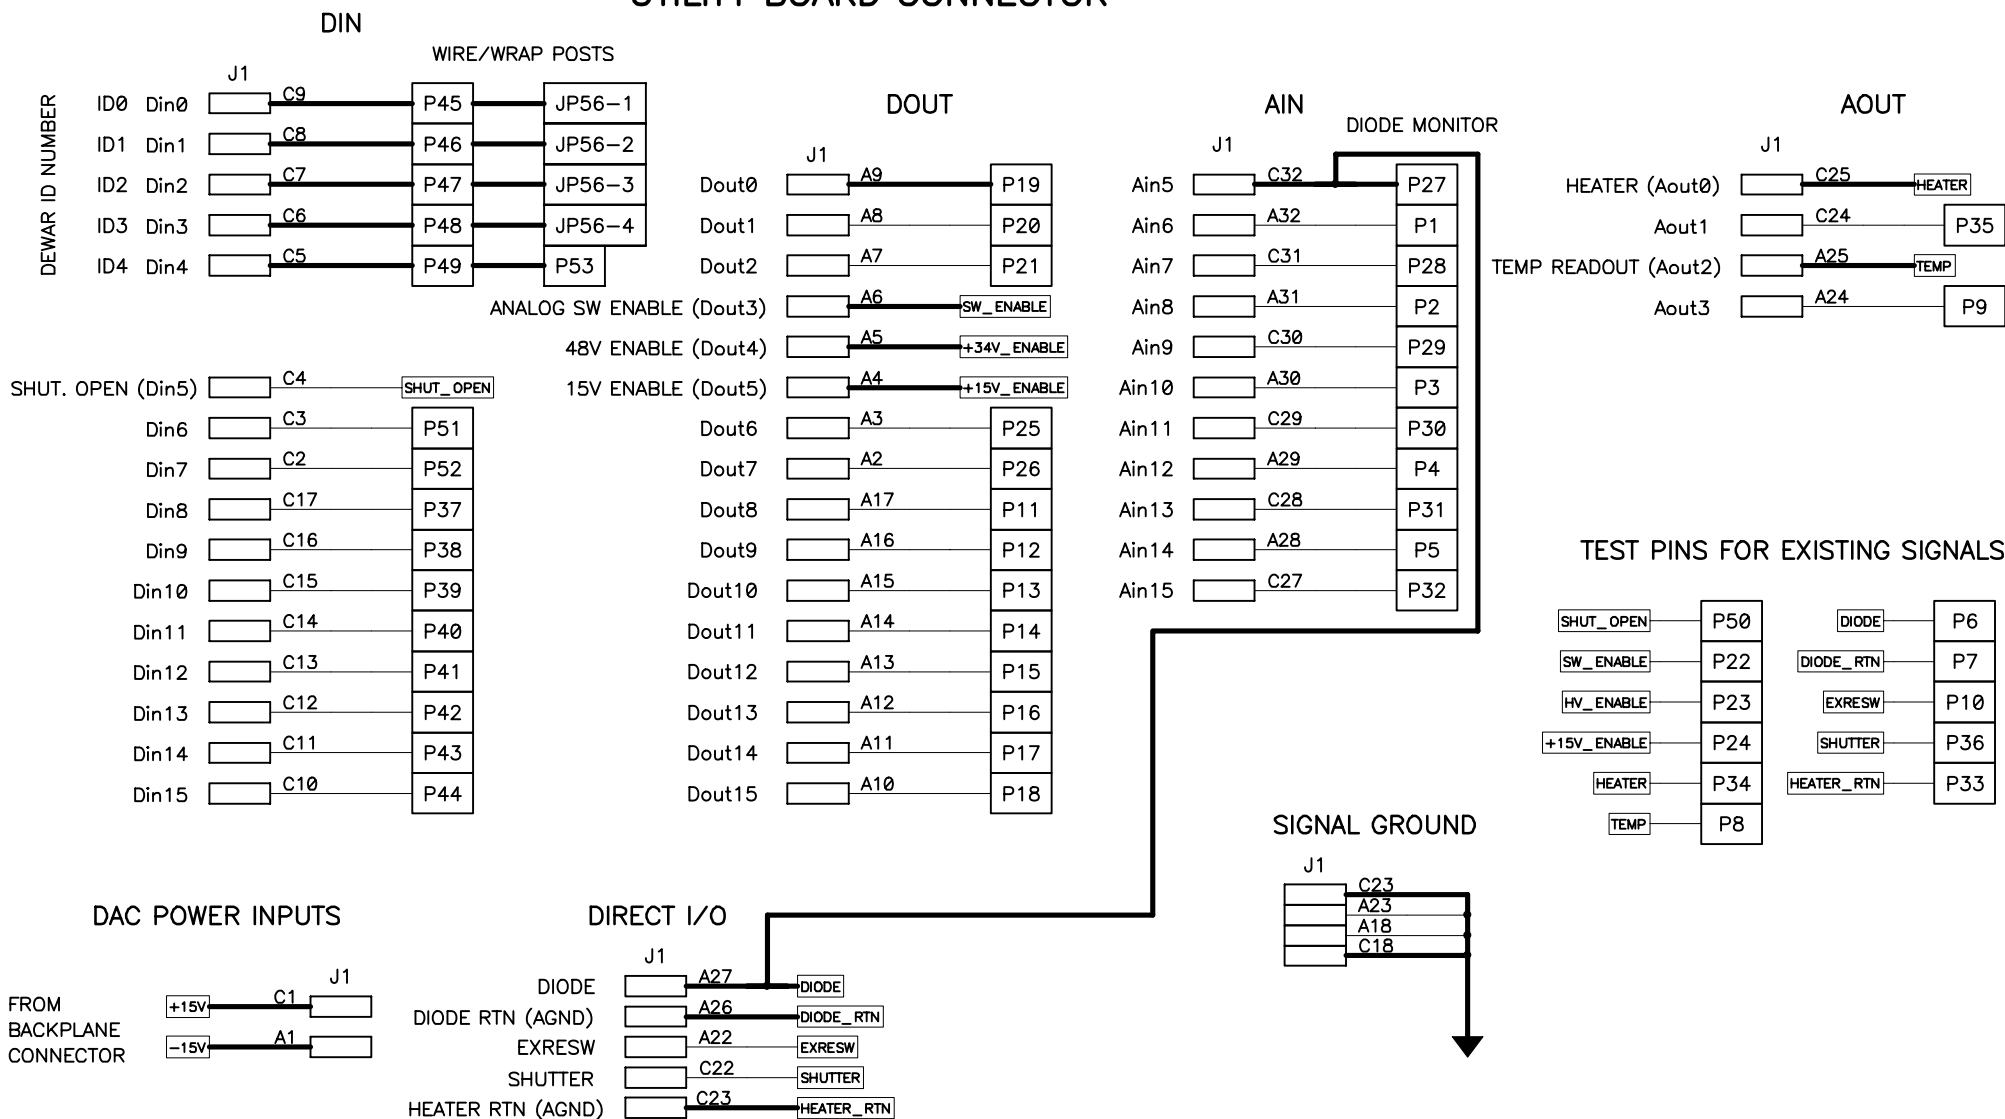 UTILITY BOARD CONNECTOR
DIN
WIRE/WRAP POSTS
J1
DEWAR ID NUMBER
ID0 Din0 C9 P45 JP56-1
ID1 Din1 C8 P46 JP56-2
ID2 Din2 C7 P47 JP56-3
ID3 Din3 C6 P48 JP56-4
ID4 Din4 C5 P49 P53
SHUT. OPEN (Din5) C4 SHUT_OPEN
Din6 C3 P51
Din7 C2 P52
Din8 C17 P37
Din9 C16 P38
Din10 C15 P39
Din11 C14 P40
Din12 C13 P41
Din13 C12 P42
Din14 C11 P43
Din15 C10 P44
DOUT
J1
Dout0 A9 P19
Dout1 A8 P20
Dout2 A7 P21
ANALOG SW ENABLE (Dout3) A6 SW_ENABLE
48V ENABLE (Dout4) A5 +34V_ENABLE
15V ENABLE (Dout5) A4 +15V_ENABLE
Dout6 A3 P25
Dout7 A2 P26
Dout8 A17 P11
Dout9 A16 P12
Dout10 A15 P13
Dout11 A14 P14
Dout12 A13 P15
Dout13 A12 P16
Dout14 A11 P17
Dout15 A10 P18
AIN
DIODE MONITOR
J1
Ain5 C32 P27
Ain6 A32 P1
Ain7 C31 P28
Ain8 A31 P2
Ain9 C30 P29
Ain10 A30 P3
Ain11 C29 P30
Ain12 A29 P4
Ain13 C28 P31
Ain14 A28 P5
Ain15 C27 P32
AOUT
J1
HEATER (Aout0) C25 HEATER
Aout1 C24 P35
TEMP READOUT (Aout2) A25 TEMP
Aout3 A24 P9
TEST PINS FOR EXISTING SIGNALS
SHUT_OPEN P50 DIODE P6
SW_ENABLE P22 DIODE_RTN P7
HV_ENABLE P23 EXRESW P10
+15V_ENABLE P24 SHUTTER P36
HEATER P34 HEATER_RTN P33
TEMP P8
SIGNAL GROUND
J1
C23
A23
A18
C18
DAC POWER INPUTS
J1
FROM
BACKPLANE
CONNECTOR
+15V C1
-15V A1
DIRECT I/O
J1
DIODE A27 DIODE
DIODE RTN (AGND) A26 DIODE_RTN
EXRESW A22 EXRESW
SHUTTER C22 SHUTTER
HEATER RTN (AGND) C23 HEATER_RTN